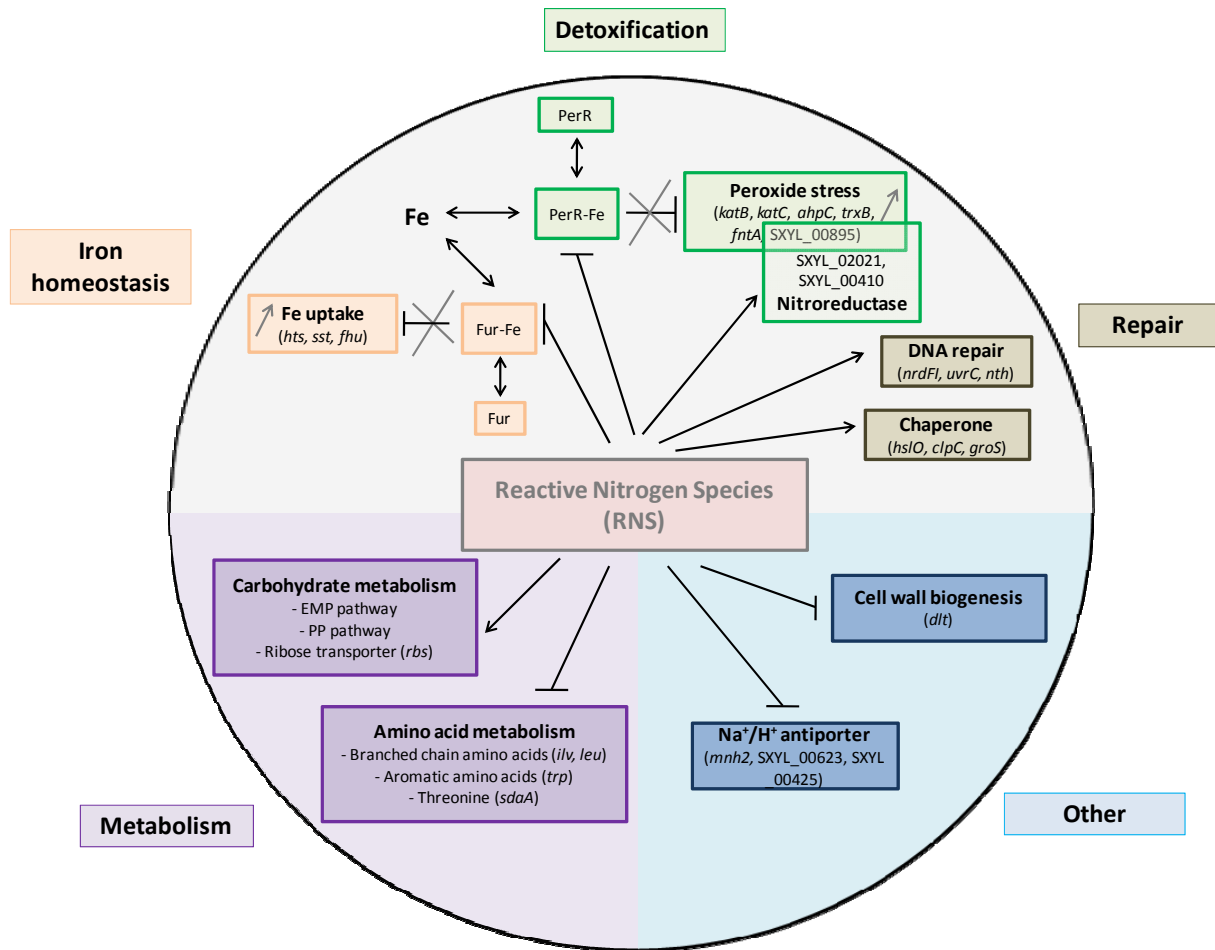 Detoxification
PerR
PerR-Fe
Peroxide stress
(katB, katC, ahpC, trxB,
fntA, SXYL_00895)
SXYL_02021,
SXYL_00410
Nitroreductase
Fe
Iron
homeostasis
Fe uptake
(hts, sst, fhu)
Fur-Fe
Fur
Repair
DNA repair
(nrdFI, uvrC, nth)
Chaperone
(hslO, clpC, groS)
Reactive Nitrogen Species
(RNS)
Carbohydrate metabolism
- EMP pathway
- PP pathway
- Ribose transporter (rbs)
Cell wall biogenesis
(dlt)
Amino acid metabolism
- Branched chain amino acids (ilv, leu)
- Aromatic amino acids (trp)
- Threonine (sdaA)
Na⁺/H⁺ antiporter
(mnh2, SXYL_00623, SXYL
_00425)
Metabolism
Other